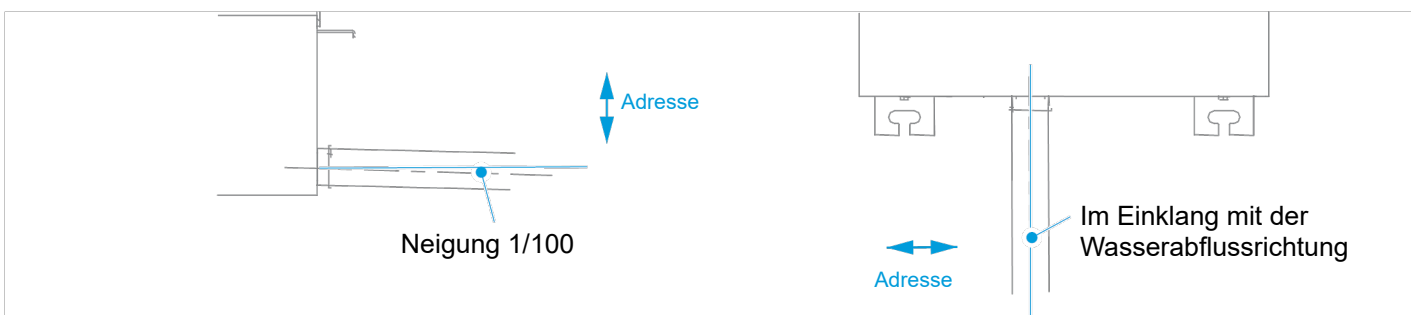 Adresse
Neigung 1/100
Im Einklang mit der
Wasserabflussrichtung
Adresse